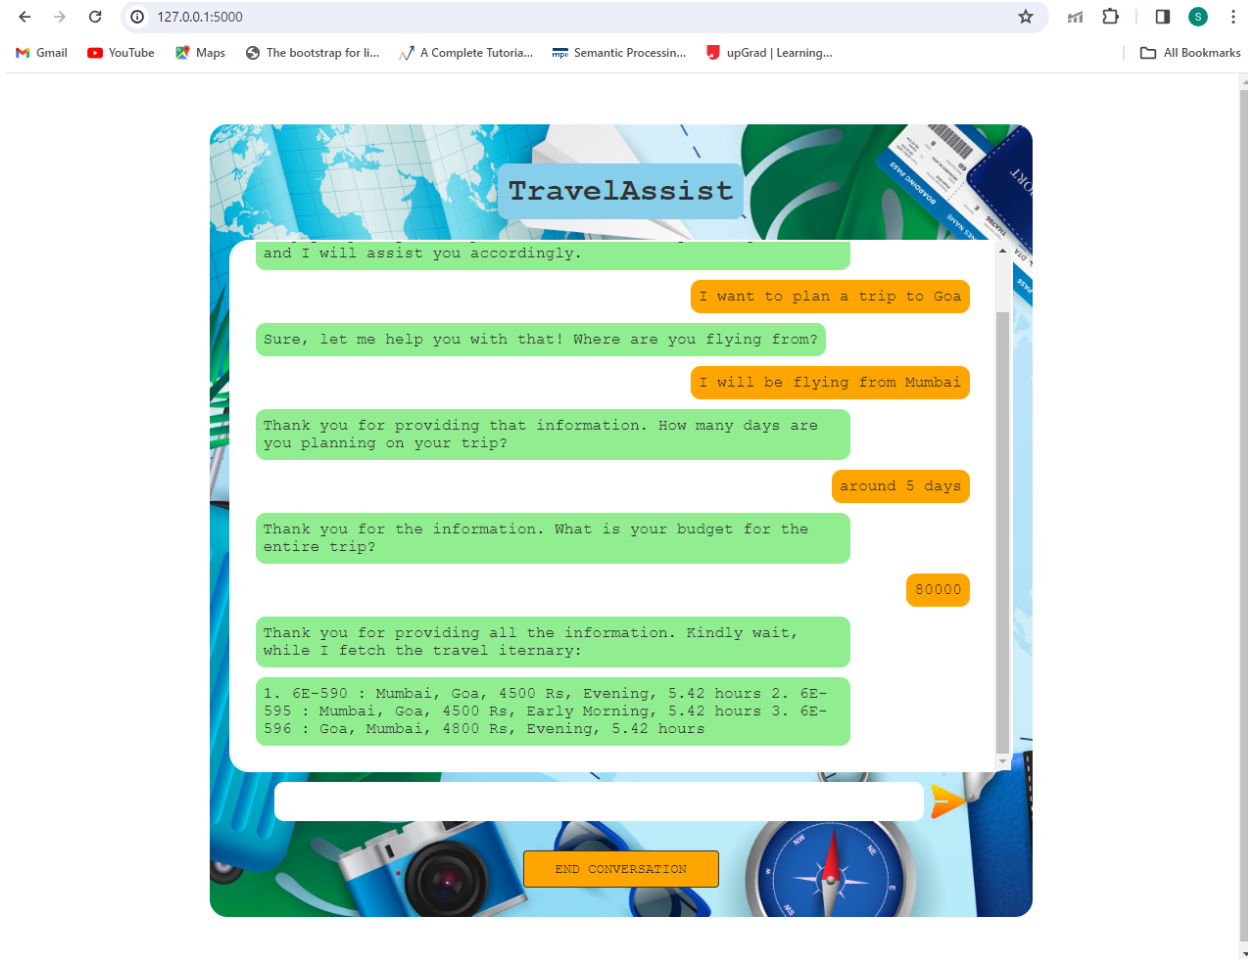 127.0.0.1:5000
S
Gmail YouTube Maps The bootstrap for li... A Complete Tutoria... Semantic Processin... upGrad | Learning... All Bookmarks
TravelAssist
BOARDING PASS
and I will assist you accordingly.
I want to plan a trip to Goa
Sure, let me help you with that! Where are you flying from?
I will be flying from Mumbai
Thank you for providing that information. How many days are
you planning on your trip?
around 5 days
Thank you for the information. What is your budget for the
entire trip?
80000
Thank you for providing all the information. Kindly wait,
while I fetch the travel iternary:
1. 6E-590 : Mumbai, Goa, 4500 Rs, Evening, 5.42 hours 2. 6E-
595 : Mumbai, Goa, 4500 Rs, Early Morning, 5.42 hours 3. 6E-
596 : Goa, Mumbai, 4800 Rs, Evening, 5.42 hours
END CONVERSATION
NW
NE
W
E
SW